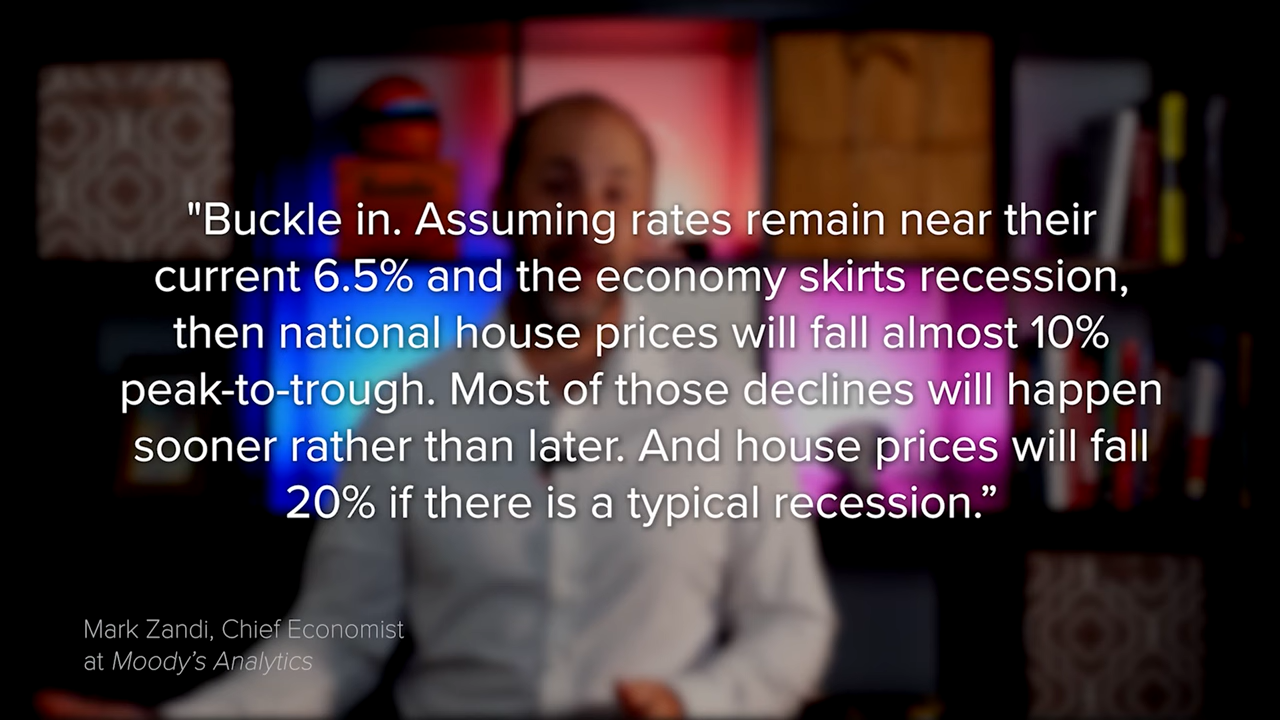 "Buckle in. Assuming rates remain near their
current 6.5% and the economy skirts recession,
then national house prices will fall almost 10%
peak-to-trough. Most of those declines will happen
sooner rather than later. And house prices will fall
20% if there is a typical recession.”
Mark Zandi, Chief Economist
at Moody’s Analytics